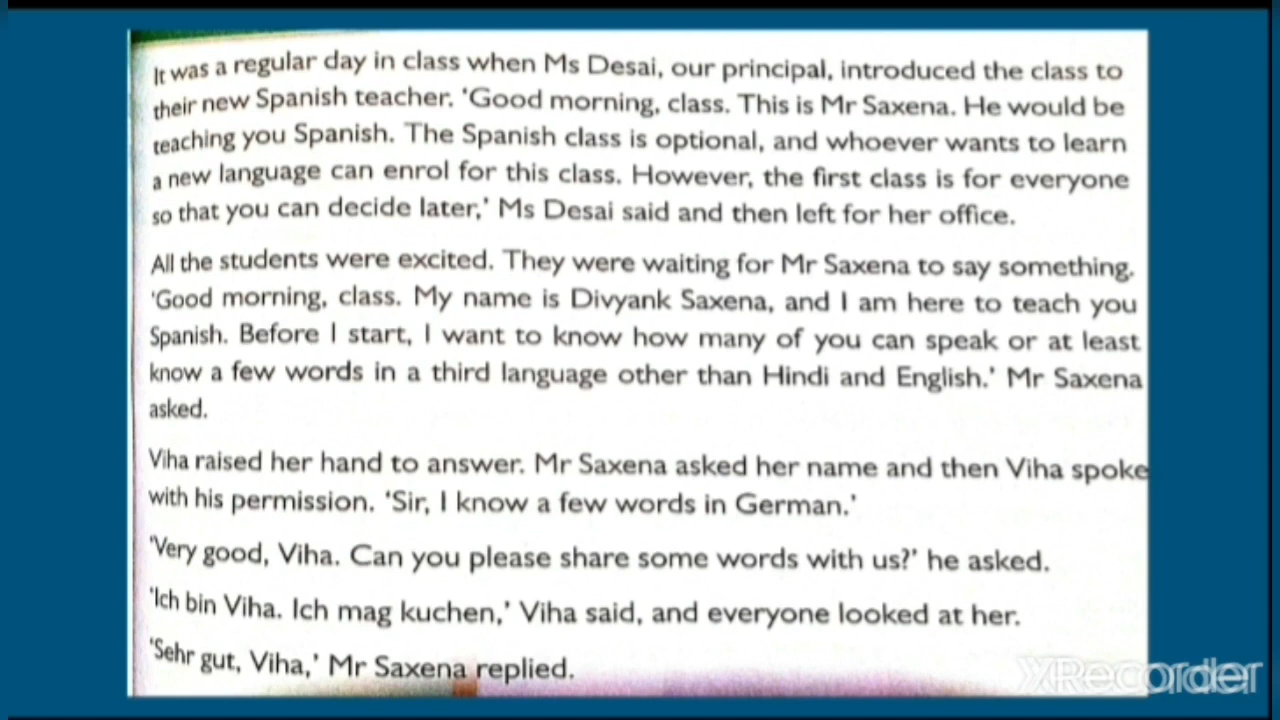 It was a regular day in class when Ms Desai, our principal, introduced the class to
their new Spanish teacher. ‘Good morning, class. This is Mr Saxena. He would be
teaching you Spanish. The Spanish class is optional, and whoever wants to learn
a new language can enrol for this class. However, the first class is for everyone
so that you can decide later,’ Ms Desai said and then left for her office.
All the students were excited. They were waiting for Mr Saxena to say something.
‘Good morning, class. My name is Divyank Saxena, and I am here to teach you
Spanish. Before I start, I want to know how many of you can speak or at least
know a few words in a third language other than Hindi and English.’ Mr Saxena
asked.
Viha raised her hand to answer. Mr Saxena asked her name and then Viha spoke
with his permission. ‘Sir, I know a few words in German.’
‘Very good, Viha. Can you please share some words with us?’ he asked.
‘Ich bin Viha. Ich mag kuchen,’ Viha said, and everyone looked at her.
‘Sehr gut, Viha,’ Mr Saxena replied.
XRecorder